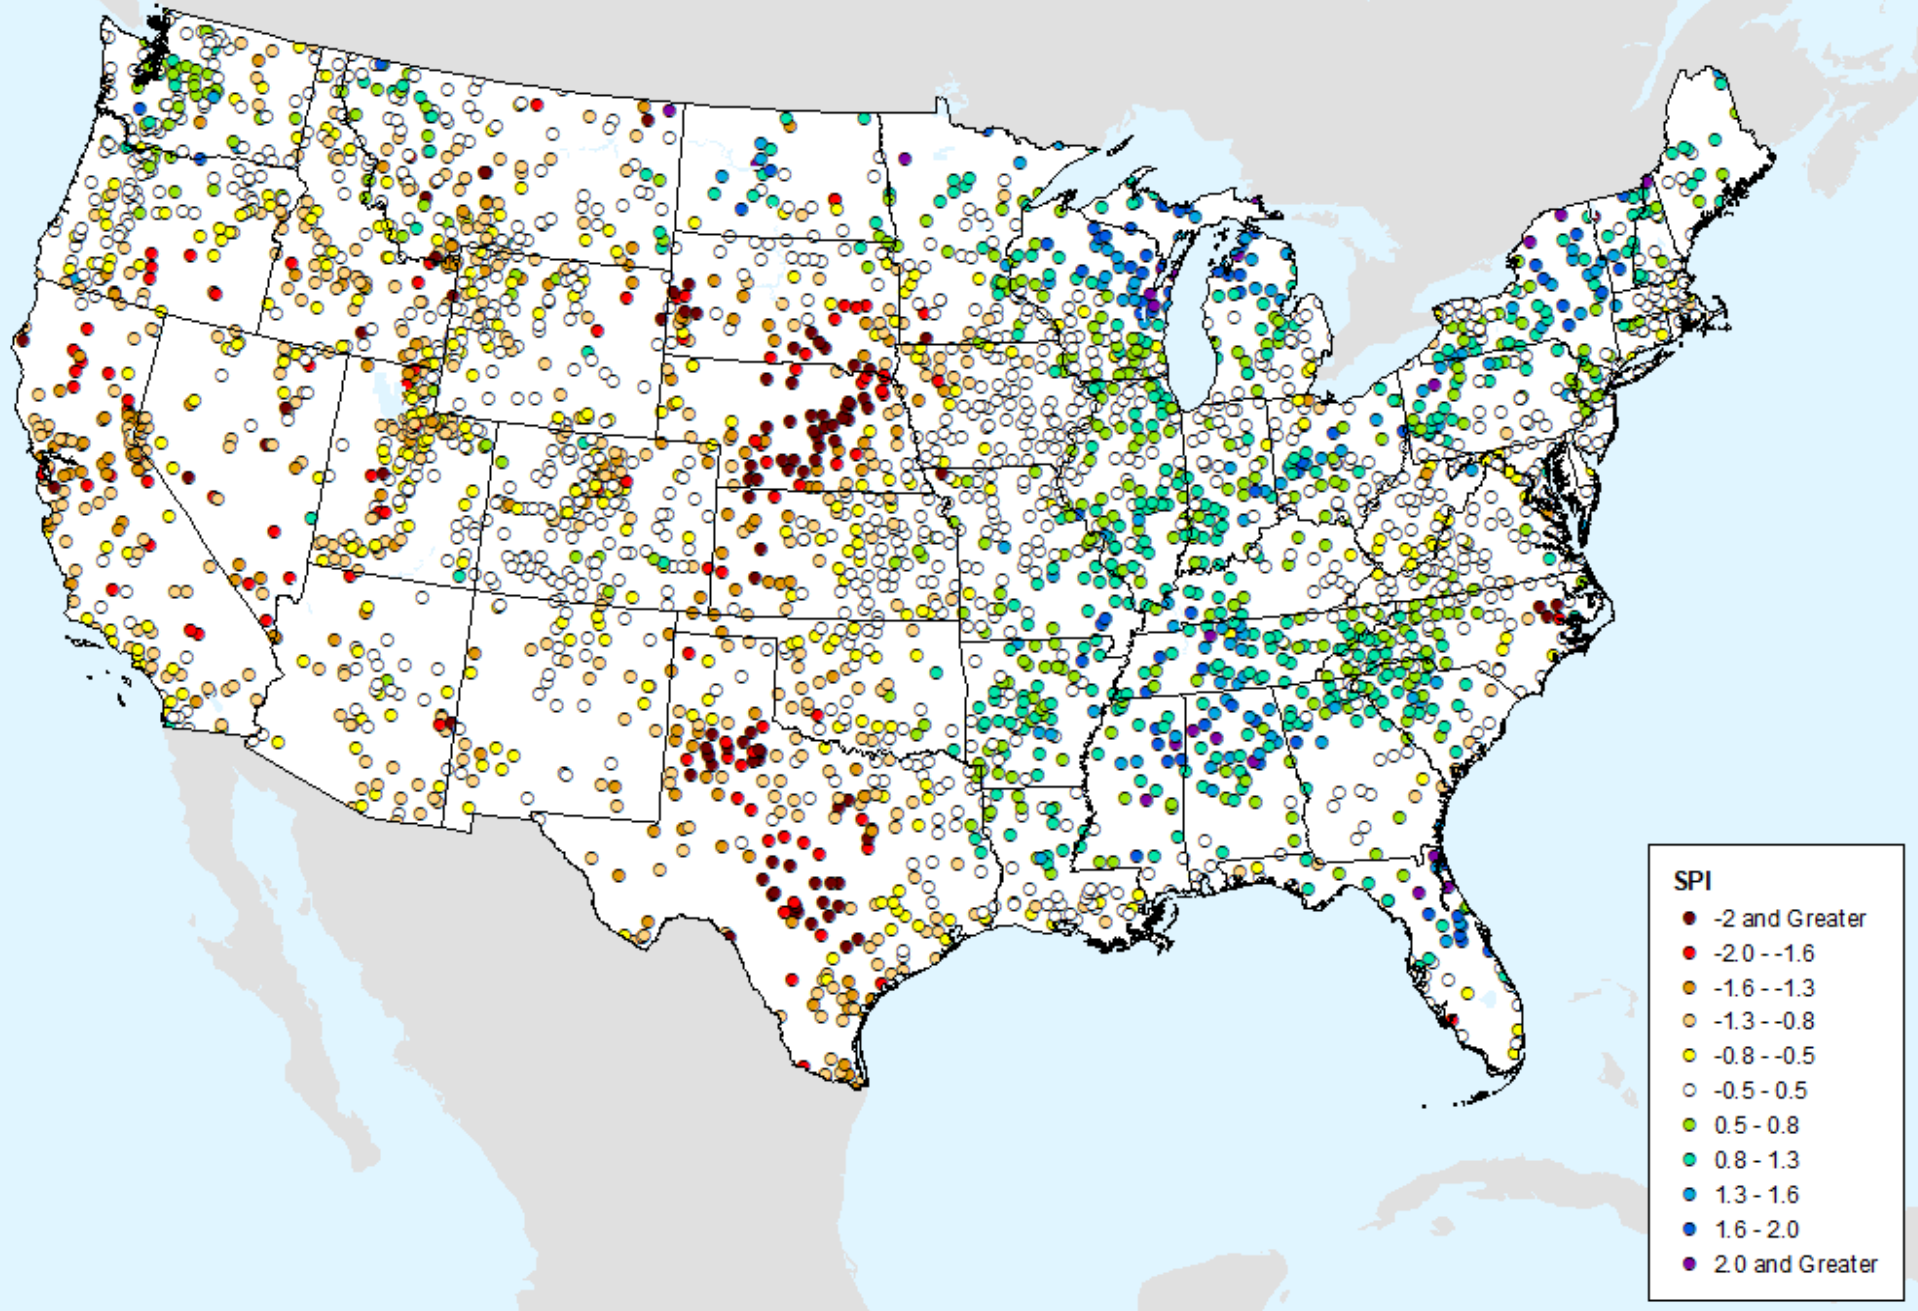 SPI
-2 and Greater
-2.0 - -1.6
-1.6 - -1.3
-1.3 - -0.8
-0.8 - -0.5
-0.5 - 0.5
0.5 - 0.8
0.8 - 1.3
1.3 - 1.6
1.6 - 2.0
2.0 and Greater